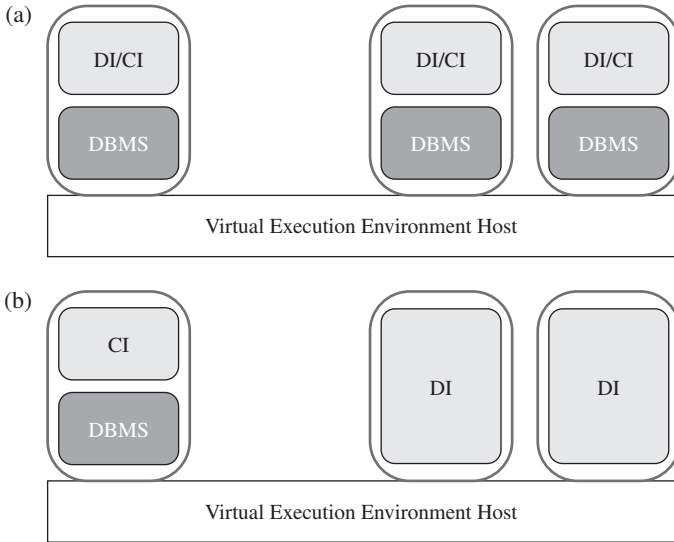 (a)
DI/CI DI/CI DI/CI
DBMS DBMS DBMS
Virtual Execution Environment Host
(b)
CI
DI DI
DBMS
Virtual Execution Environment Host